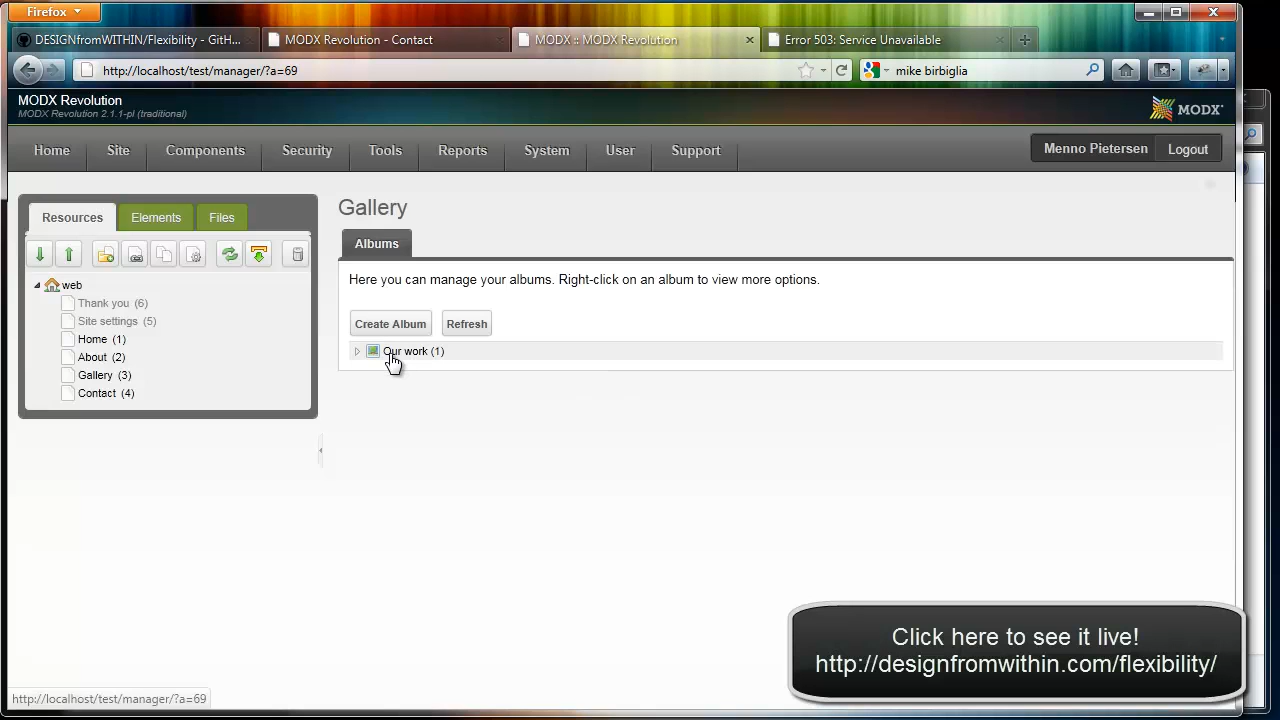 Firefox
DESIGNfromWITHIN/Flexibility - GitH...
MODX Revolution - Contact
MODX :: MODX Revolution
Error 503: Service Unavailable
http://localhost/test/manager/?a=69
mike birbiglia
MODX Revolution
MODX Revolution 2.1.1-pl (traditional)
MODX
Home
Site
Components
Security
Tools
Reports
System
User
Support
Menno Pietersen
Logout
Resources
Elements
Files
web
Thank you (6)
Site settings (5)
Home (1)
About (2)
Gallery (3)
Contact (4)
Gallery
Albums
Here you can manage your albums. Right-click on an album to view more options.
Create Album
Refresh
Our work (1)
Click here to see it live!
http://designfromwithin.com/flexibility/
http://localhost/test/manager/?a=69